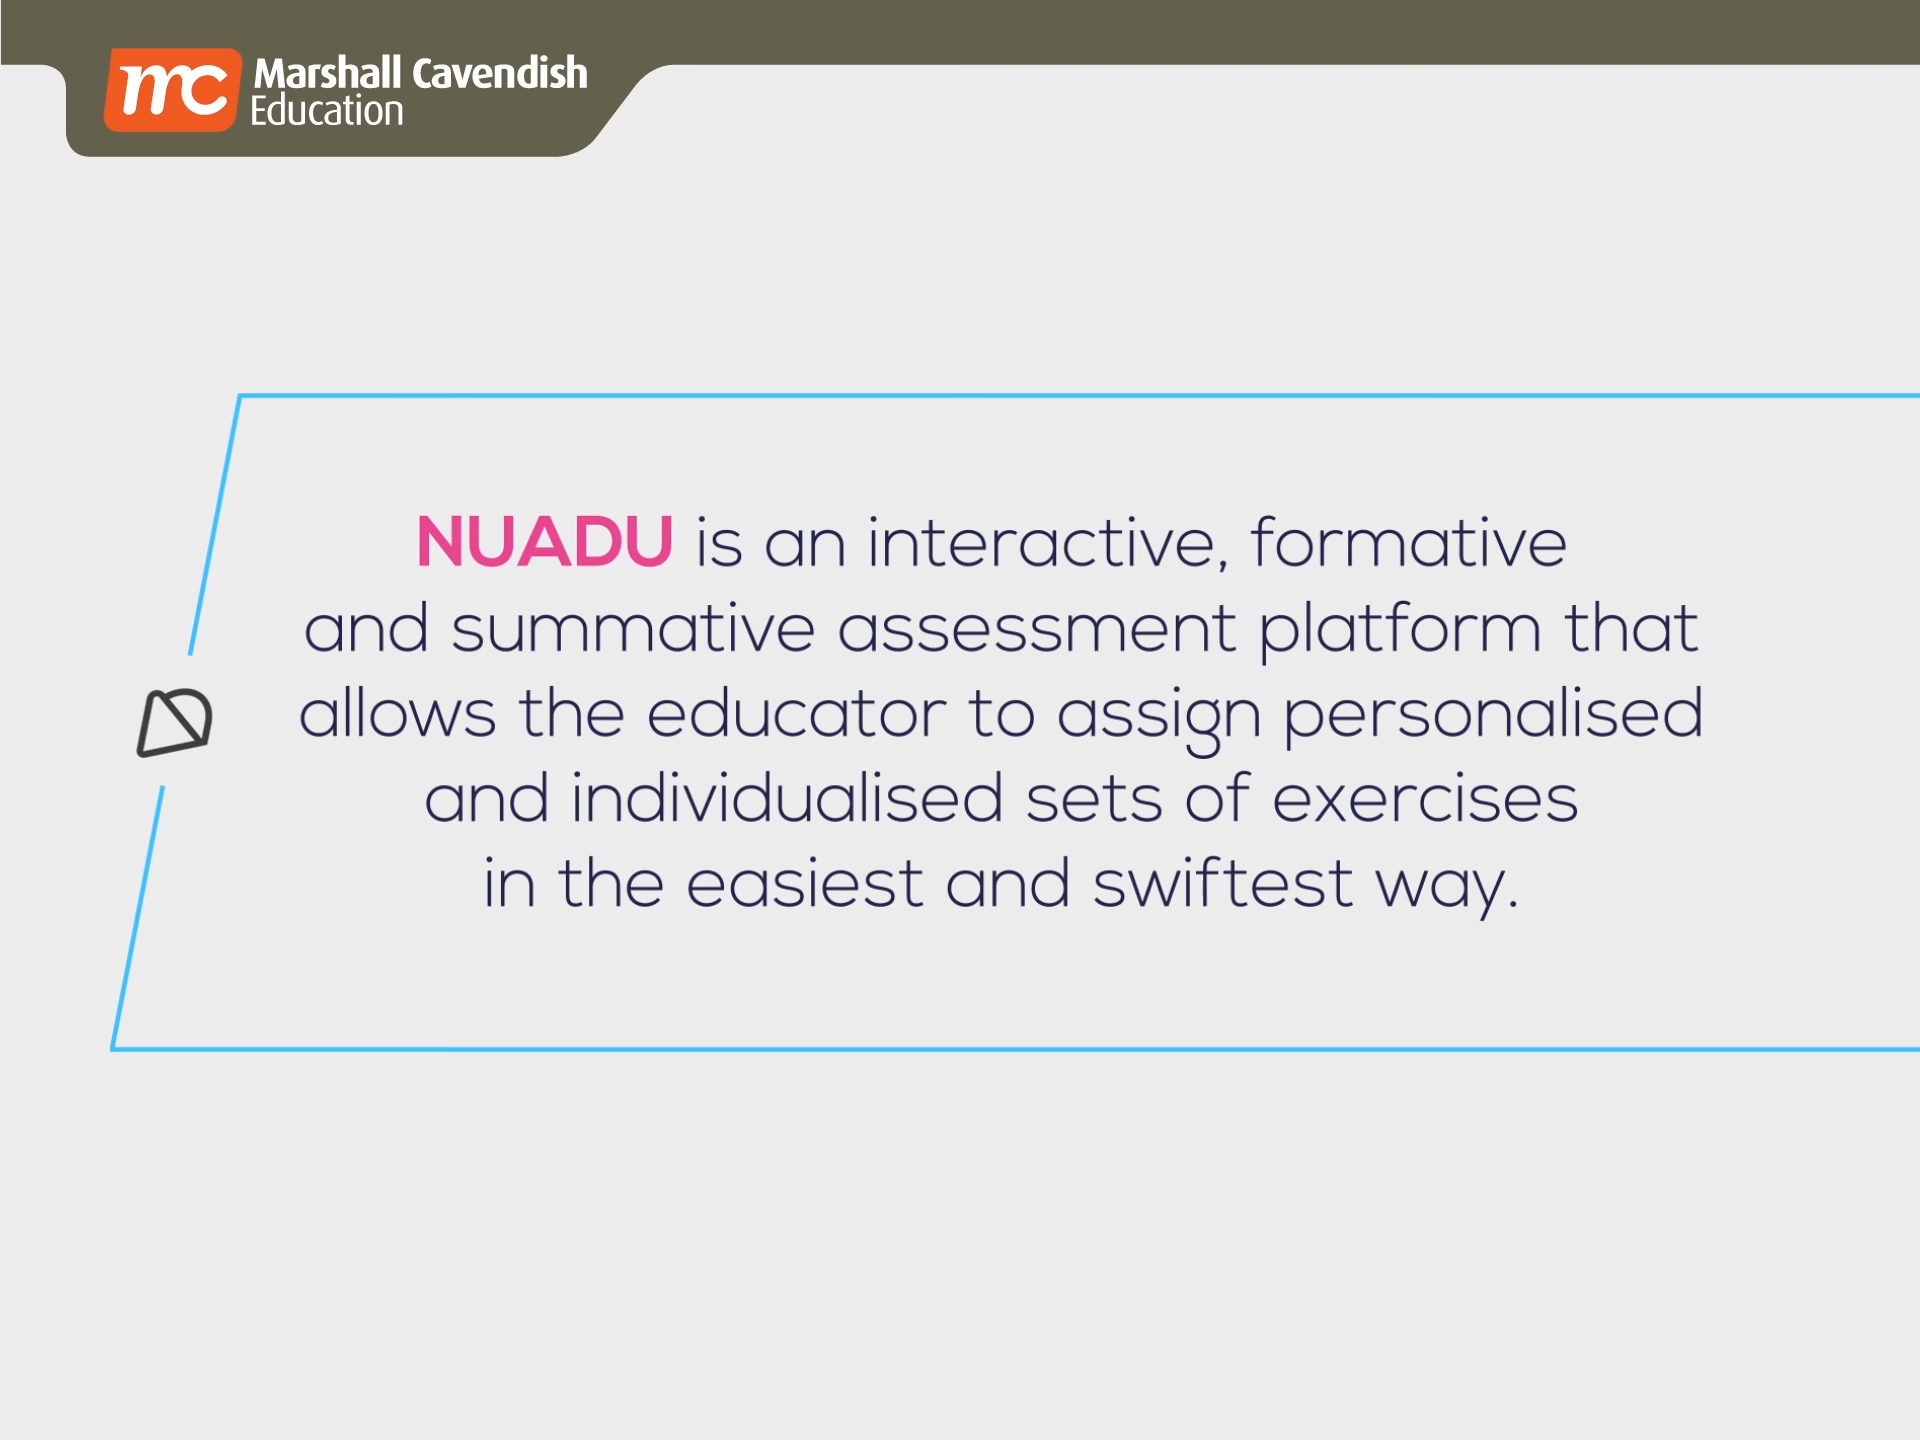 mc Marshall Cavendish
Education
NUADU is an interactive, formative
and summative assessment platform that
allows the educator to assign personalised
and individualised sets of exercises
in the easiest and swiftest way.